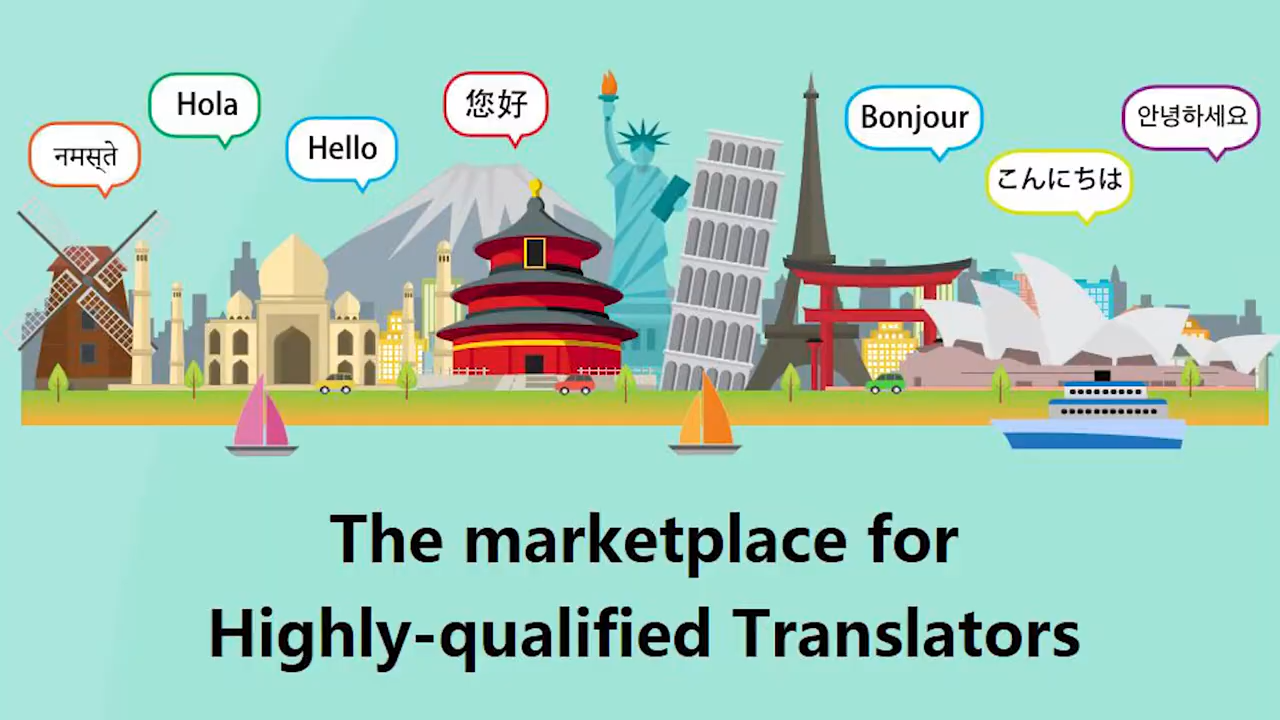 नमस्ते
Hola
Hello
您好
Bonjour
こんにちは
안녕하세요
The marketplace for
Highly-qualified Translators